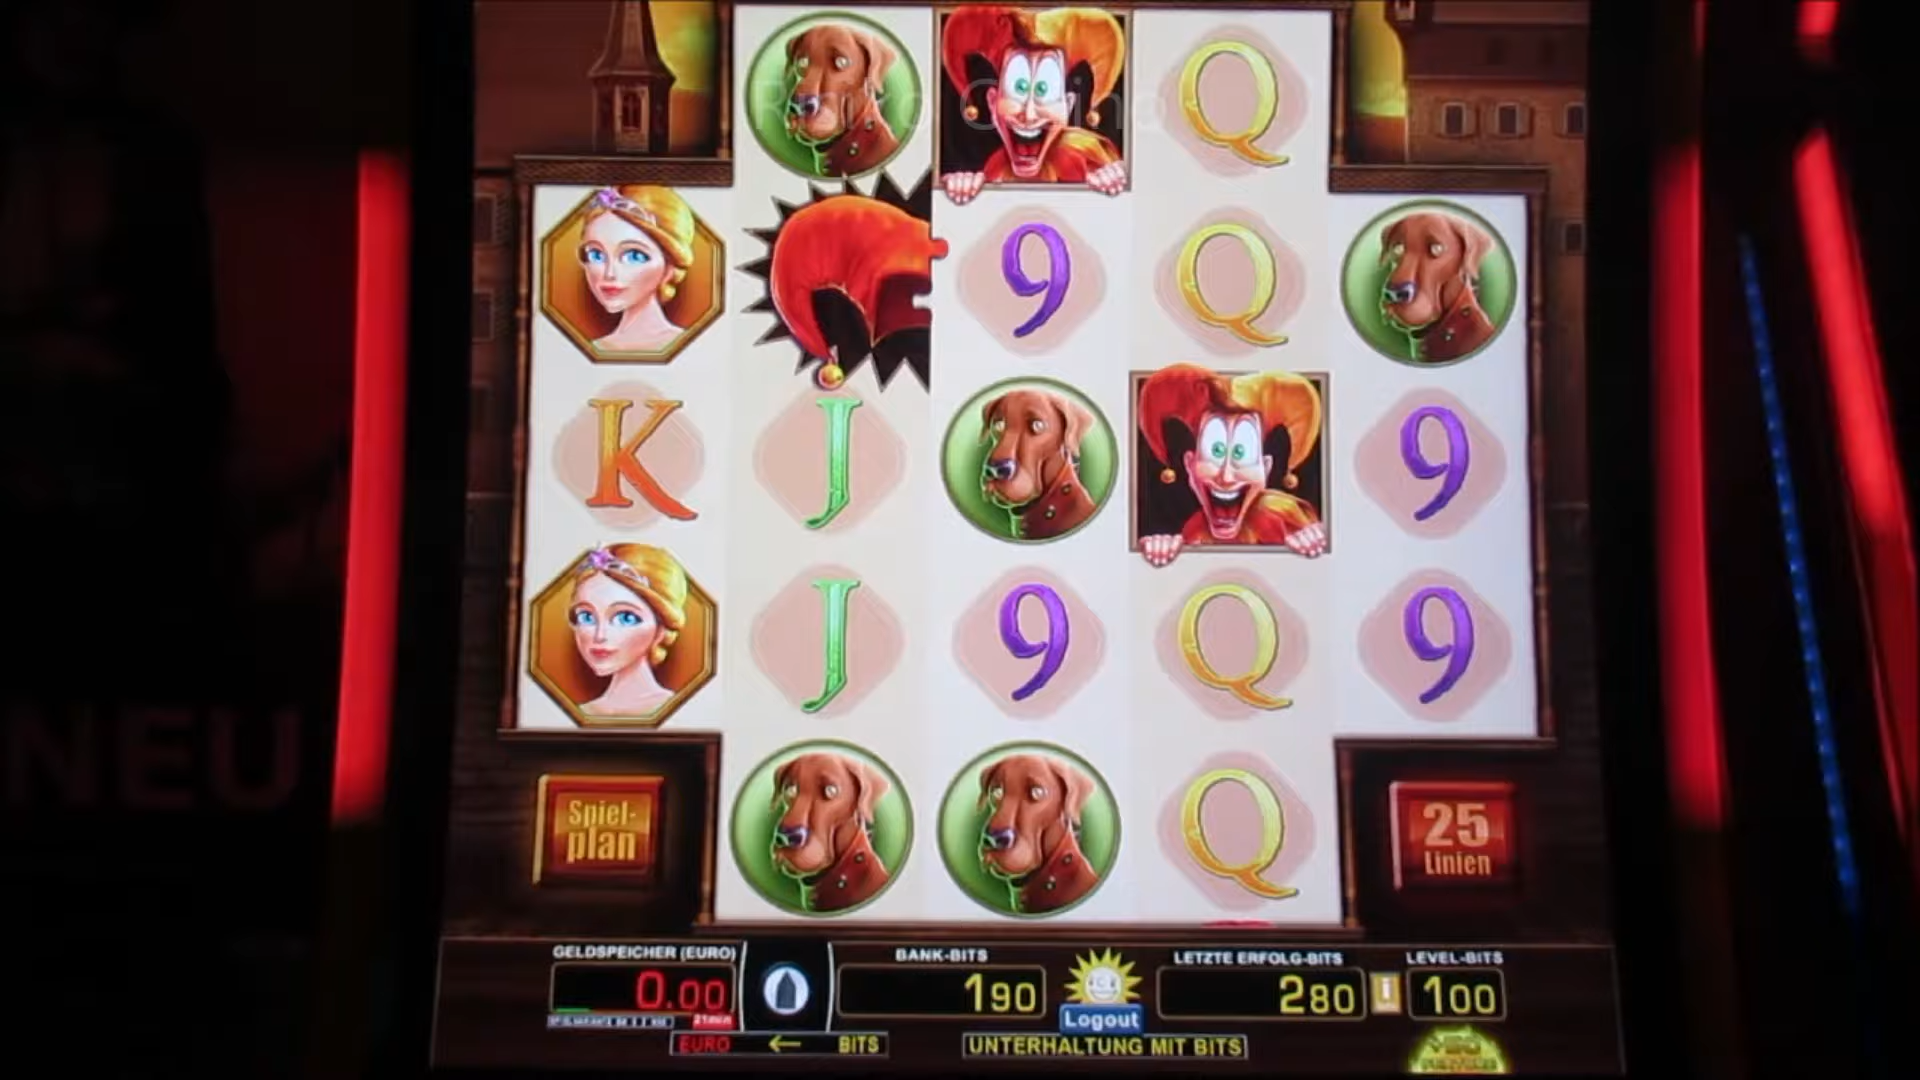 Q
9
Q
K
J
9
J
9
Q
9
Q
NEU
Spiel-
plan
25
Linien
GELDSPEICHER (EURO)
BANK-BITS
LETZTE ERFOLG-BITS
LEVEL-BITS
0.00
190
280
i
100
21min
Logout
EURO ← BITS
UNTERHALTUNG MIT BITS